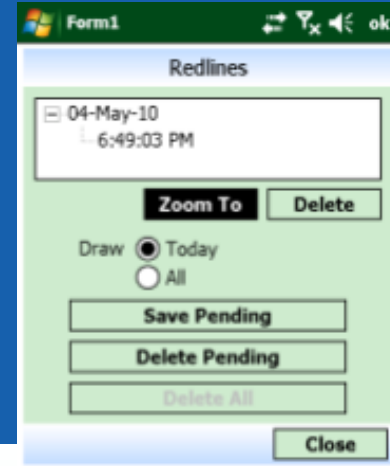 Form1 ok
Redlines
04-May-10
6:49:03 PM
Zoom To Delete
Draw Today
All
Save Pending
Delete Pending
Delete All
Close